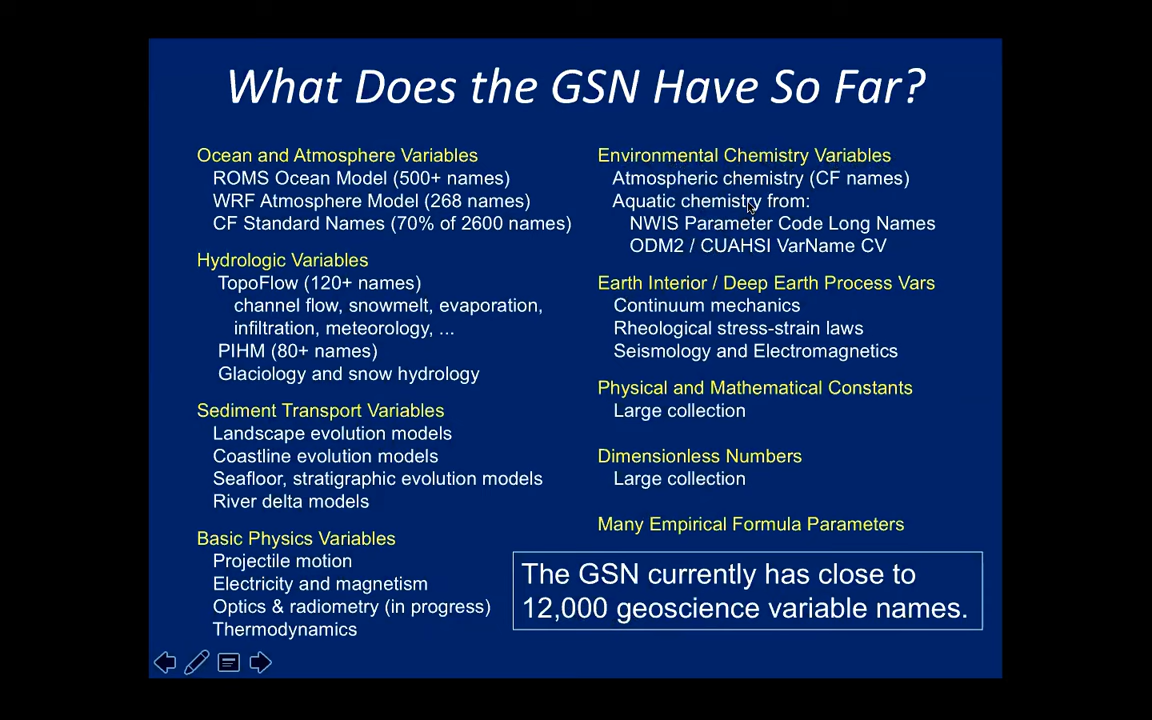 What Does the GSN Have So Far?
Ocean and Atmosphere Variables
ROMS Ocean Model (500+ names)
WRF Atmosphere Model (268 names)
CF Standard Names (70% of 2600 names)
Hydrologic Variables
TopoFlow (120+ names)
channel flow, snowmelt, evaporation,
infiltration, meteorology, ...
PIHM (80+ names)
Glaciology and snow hydrology
Sediment Transport Variables
Landscape evolution models
Coastline evolution models
Seafloor, stratigraphic evolution models
River delta models
Basic Physics Variables
Projectile motion
Electricity and magnetism
Optics & radiometry (in progress)
Thermodynamics
Environmental Chemistry Variables
Atmospheric chemistry (CF names)
Aquatic chemistry from:
NWIS Parameter Code Long Names
ODM2 / CUAHSI VarName CV
Earth Interior / Deep Earth Process Vars
Continuum mechanics
Rheological stress-strain laws
Seismology and Electromagnetics
Physical and Mathematical Constants
Large collection
Dimensionless Numbers
Large collection
Many Empirical Formula Parameters
The GSN currently has close to
12,000 geoscience variable names.